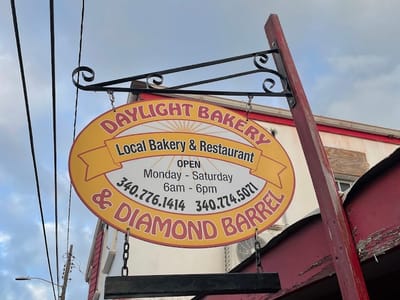 DAYLIGHT BAKERY
Local Bakery & Restaurant
OPEN
Monday - Saturday
6am - 6pm
340.776.1414 340.774.5071
& DIAMOND BARREL